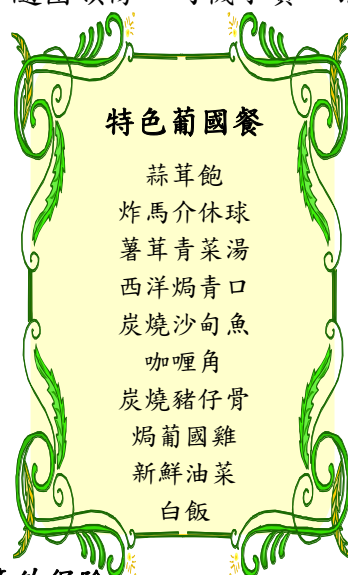 特色葡國餐
蒜茸飽
炸馬介休球
薯茸青菜湯
西洋焗青口
炭燒沙甸魚
咖喱角
炭燒豬仔骨
焗葡國雞
新鮮油菜
白飯